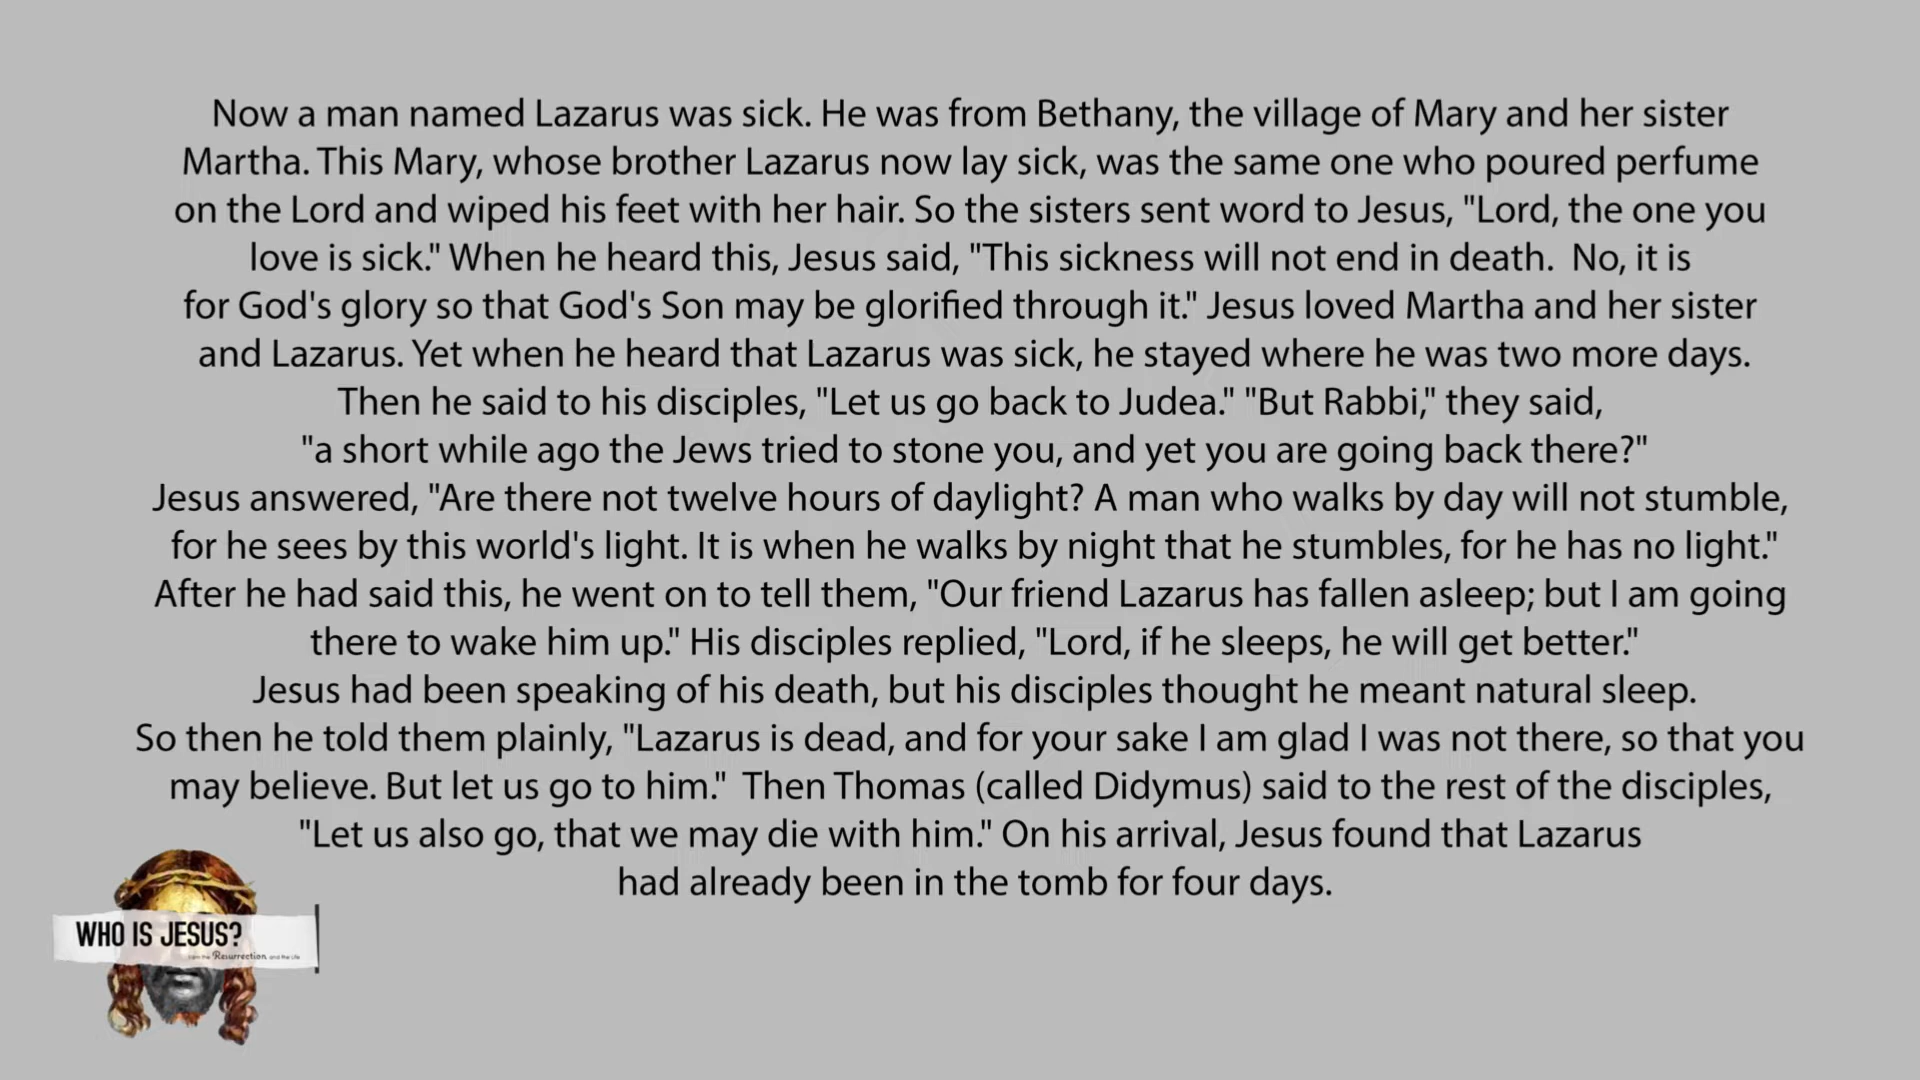 Now a man named Lazarus was sick. He was from Bethany, the village of Mary and her sister
Martha. This Mary, whose brother Lazarus now lay sick, was the same one who poured perfume
on the Lord and wiped his feet with her hair. So the sisters sent word to Jesus, "Lord, the one you
love is sick." When he heard this, Jesus said, "This sickness will not end in death.  No, it is
for God's glory so that God's Son may be glorified through it." Jesus loved Martha and her sister
and Lazarus. Yet when he heard that Lazarus was sick, he stayed where he was two more days.
Then he said to his disciples, "Let us go back to Judea." "But Rabbi," they said,
"a short while ago the Jews tried to stone you, and yet you are going back there?"
Jesus answered, "Are there not twelve hours of daylight? A man who walks by day will not stumble,
for he sees by this world's light. It is when he walks by night that he stumbles, for he has no light."
After he had said this, he went on to tell them, "Our friend Lazarus has fallen asleep; but I am going
there to wake him up." His disciples replied, "Lord, if he sleeps, he will get better."
Jesus had been speaking of his death, but his disciples thought he meant natural sleep.
So then he told them plainly, "Lazarus is dead, and for your sake I am glad I was not there, so that you
may believe. But let us go to him."  Then Thomas (called Didymus) said to the rest of the disciples,
"Let us also go, that we may die with him." On his arrival, Jesus found that Lazarus
had already been in the tomb for four days.
WHO IS JESUS?
I am the Resurrection and the Life